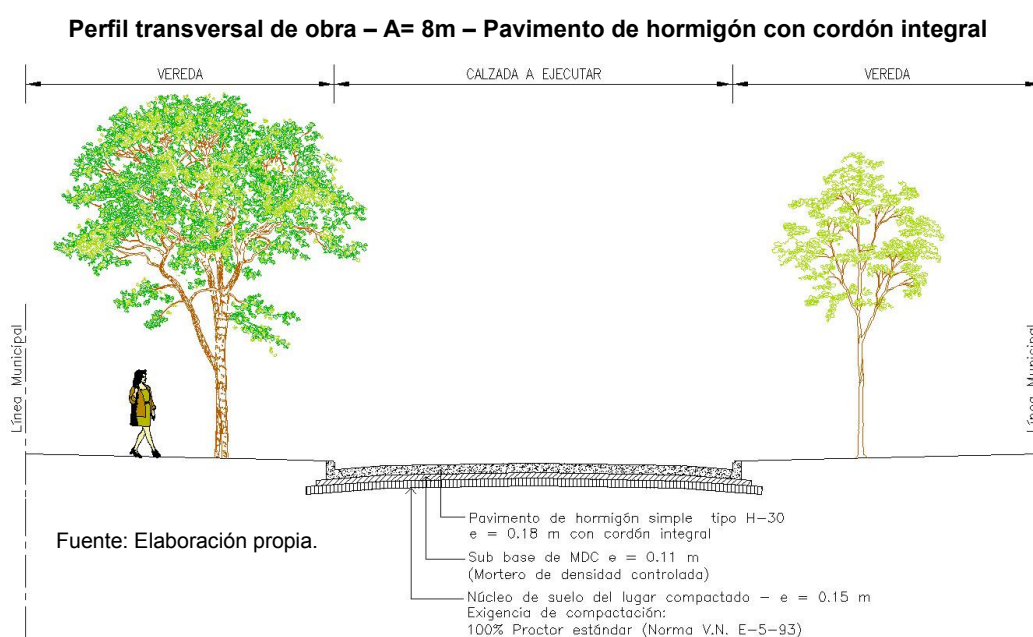 Perfil transversal de obra – A= 8m – Pavimento de hormigón con cordón integral
VEREDA
CALZADA A EJECUTAR
VEREDA
Línea Municipal
Línea Municipal
Pavimento de hormigón simple tipo H-30
e = 0.18 m con cordón integral
Fuente: Elaboración propia.
Sub base de MDC e = 0.11 m
(Mortero de densidad controlada)
Núcleo de suelo del lugar compactado - e = 0.15 m
Exigencia de compactación:
100% Proctor estándar (Norma V.N. E-5-93)